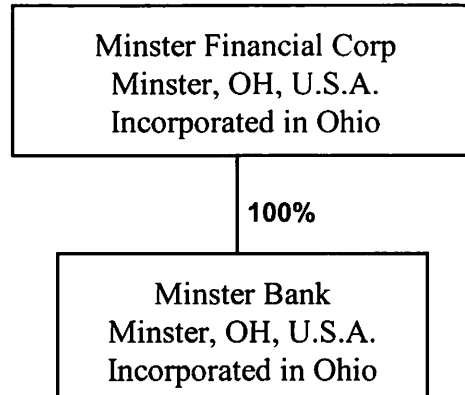 Minster Financial Corp
Minster, OH, U.S.A.
Incorporated in Ohio
100%
Minster Bank
Minster, OH, U.S.A.
Incorporated in Ohio